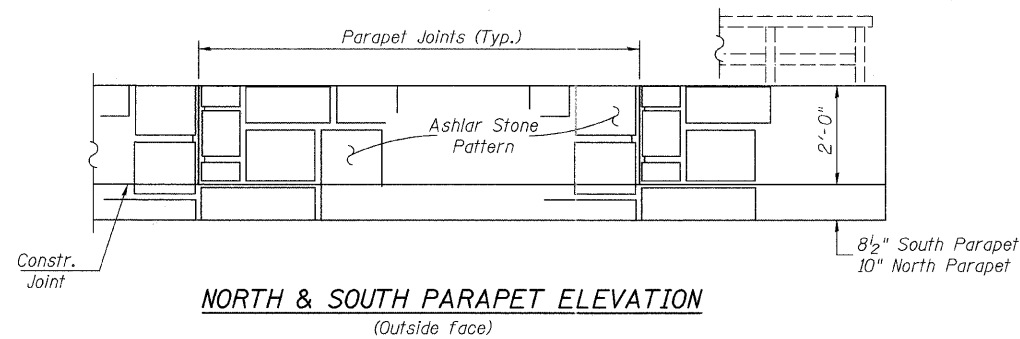 Parapet Joints (Typ.)
Ashlar Stone
Pattern
2'-0"
Constr.
Joint
8½" South Parapet
10" North Parapet
NORTH & SOUTH PARAPET ELEVATION
(Outside face)